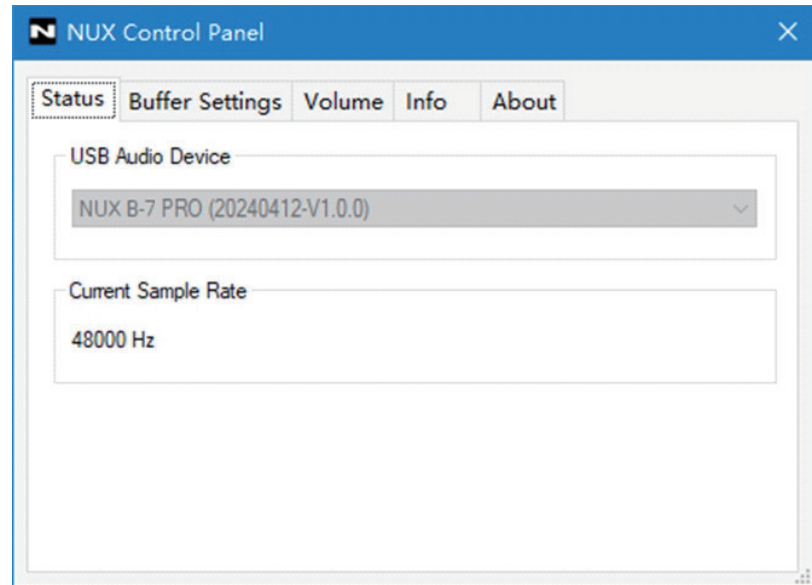 NUX Control Panel
Status Buffer Settings Volume Info About
USB Audio Device
NUX B-7 PRO (20240412-V1.0.0)
Current Sample Rate
48000 Hz